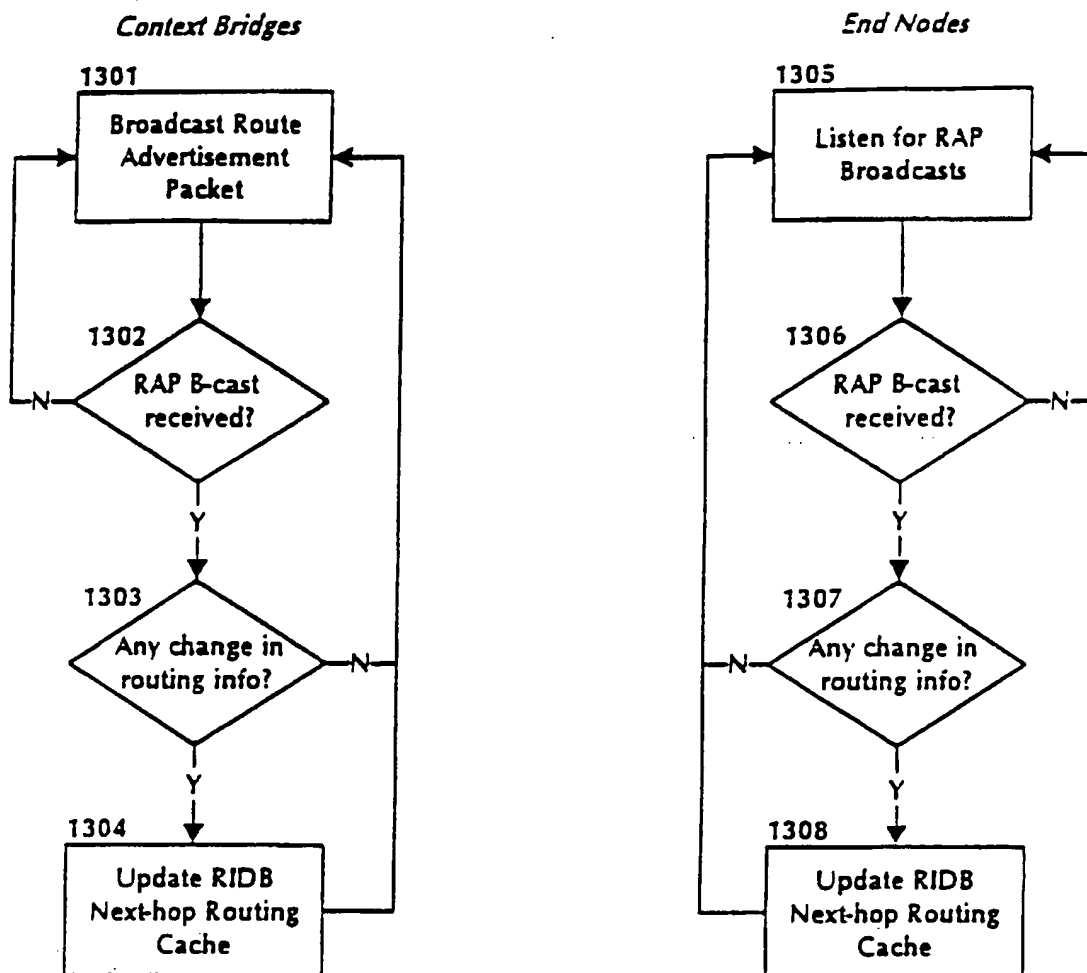 Context Bridges
1301
Broadcast Route
Advertisement
Packet
1302
RAP B-cast
received?
N
Y
1303
Any change in
routing info?
N
Y
1304
Update RIDB
Next-hop Routing
Cache
End Nodes
1305
Listen for RAP
Broadcasts
1306
RAP B-cast
received?
N
Y
1307
Any change in
routing info?
N
Y
1308
Update RIDB
Next-hop Routing
Cache